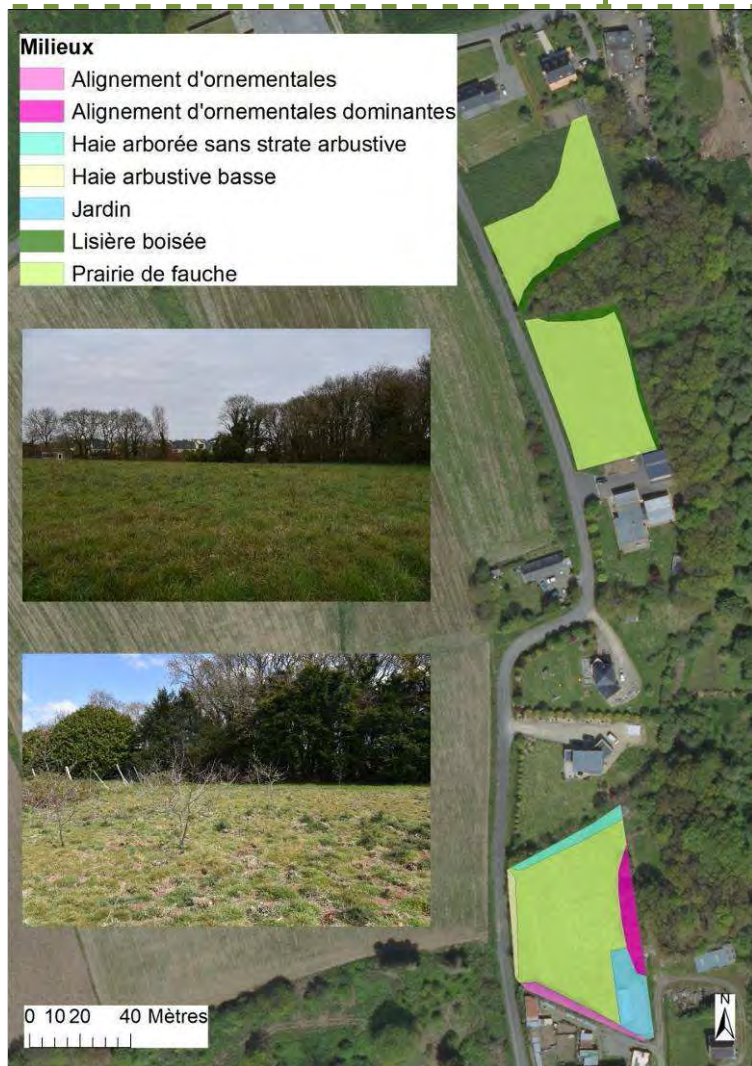 Milieux
Alignement d'ornementales
Alignement d'ornementales dominantes
Haie arborée sans strate arbustive
Haie arbustive basse
Jardin
Lisière boisée
Prairie de fauche
0 10 20 40 Mètres
N